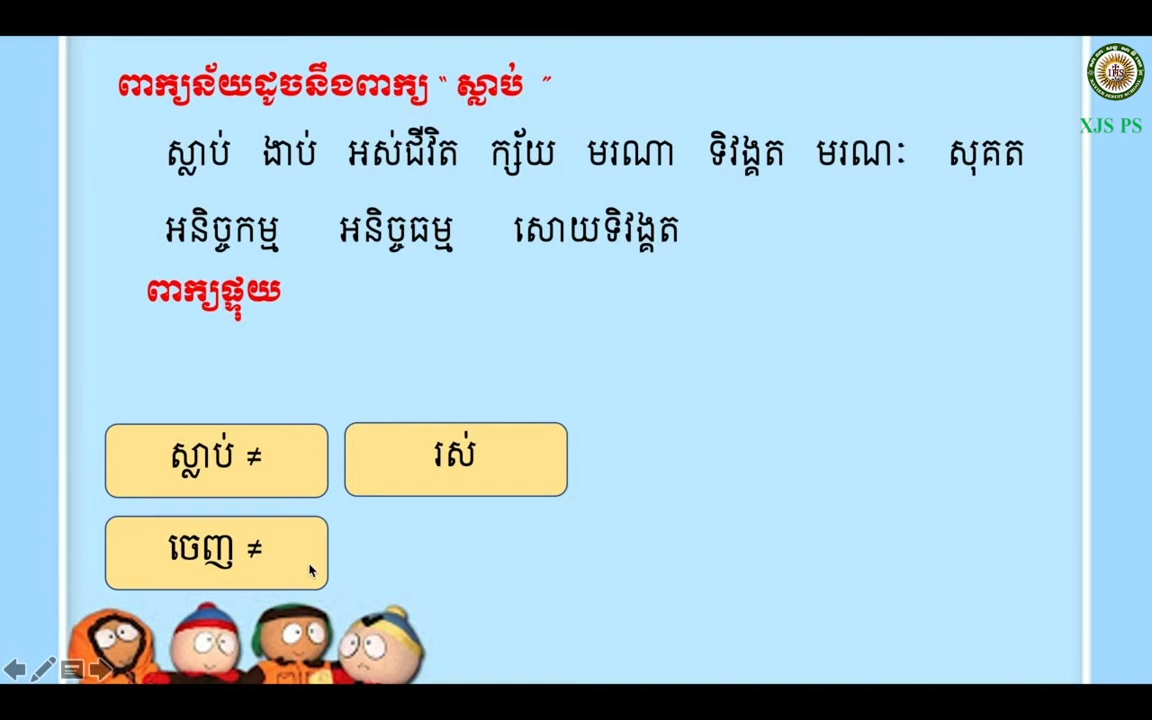 ពាក្យន័យដូចនឹងពាក្យ “ ស្លាប់ ”
XJS PS
ស្លាប់ ងាប់ អស់ជីវិត ក្ស័យ មរណា ទិវង្គត មរណៈ សុគត
អនិច្ចកម្ម អនិច្ចធម្ម សោយទិវង្គត
ពាក្យផ្ទុយ
ស្លាប់ ≠ រស់
ចេញ ≠